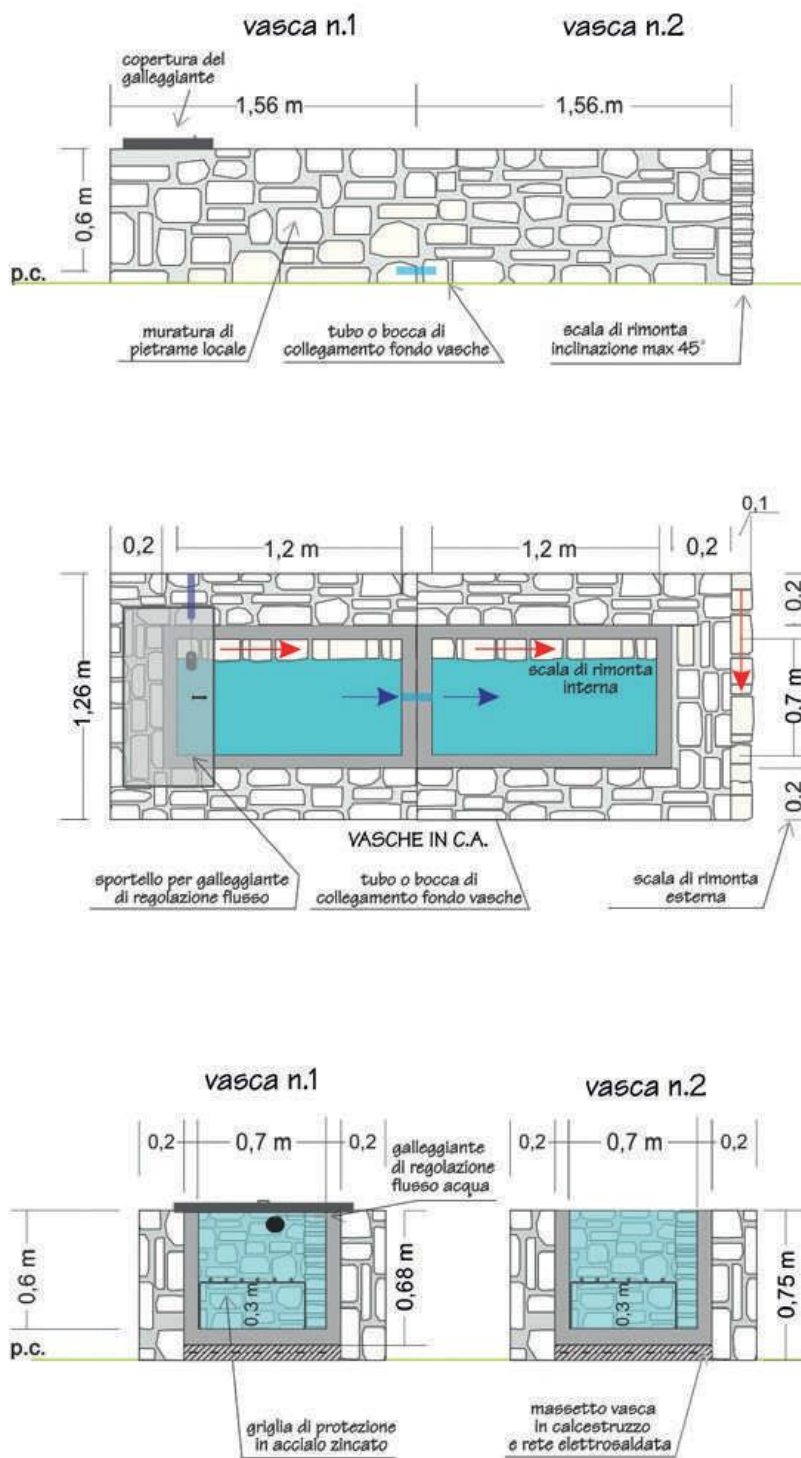 vasca n.1
vasca n.2
copertura del
galleggiante
1,56 m
1,56.m
0,6 m
p.c.
muratura di
pietrame locale
tubo o bocca di
collegamento fondo vasche
scala di rimonta
inclinazione max 45°
0,1
0,2
1,2 m
1,2 m
0,2
0,2
1,26 m
scala di rimonta
interna
0,7 m
0,2
VASCHE IN C.A.
sportello per galleggiante
di regolazione flusso
tubo o bocca di
collegamento fondo vasche
scala di rimonta
esterna
vasca n.1
vasca n.2
0,2
0,7 m
0,2
galleggiante
di regolazione
flusso acqua
0,2
0,7 m
0,2
0,6 m
0,3 m
0,68 m
0,3 m
0,75 m
p.c.
griglia di protezione
in acciaio zincato
massetto vasca
in calcestruzzo
e rete elettrosaldata